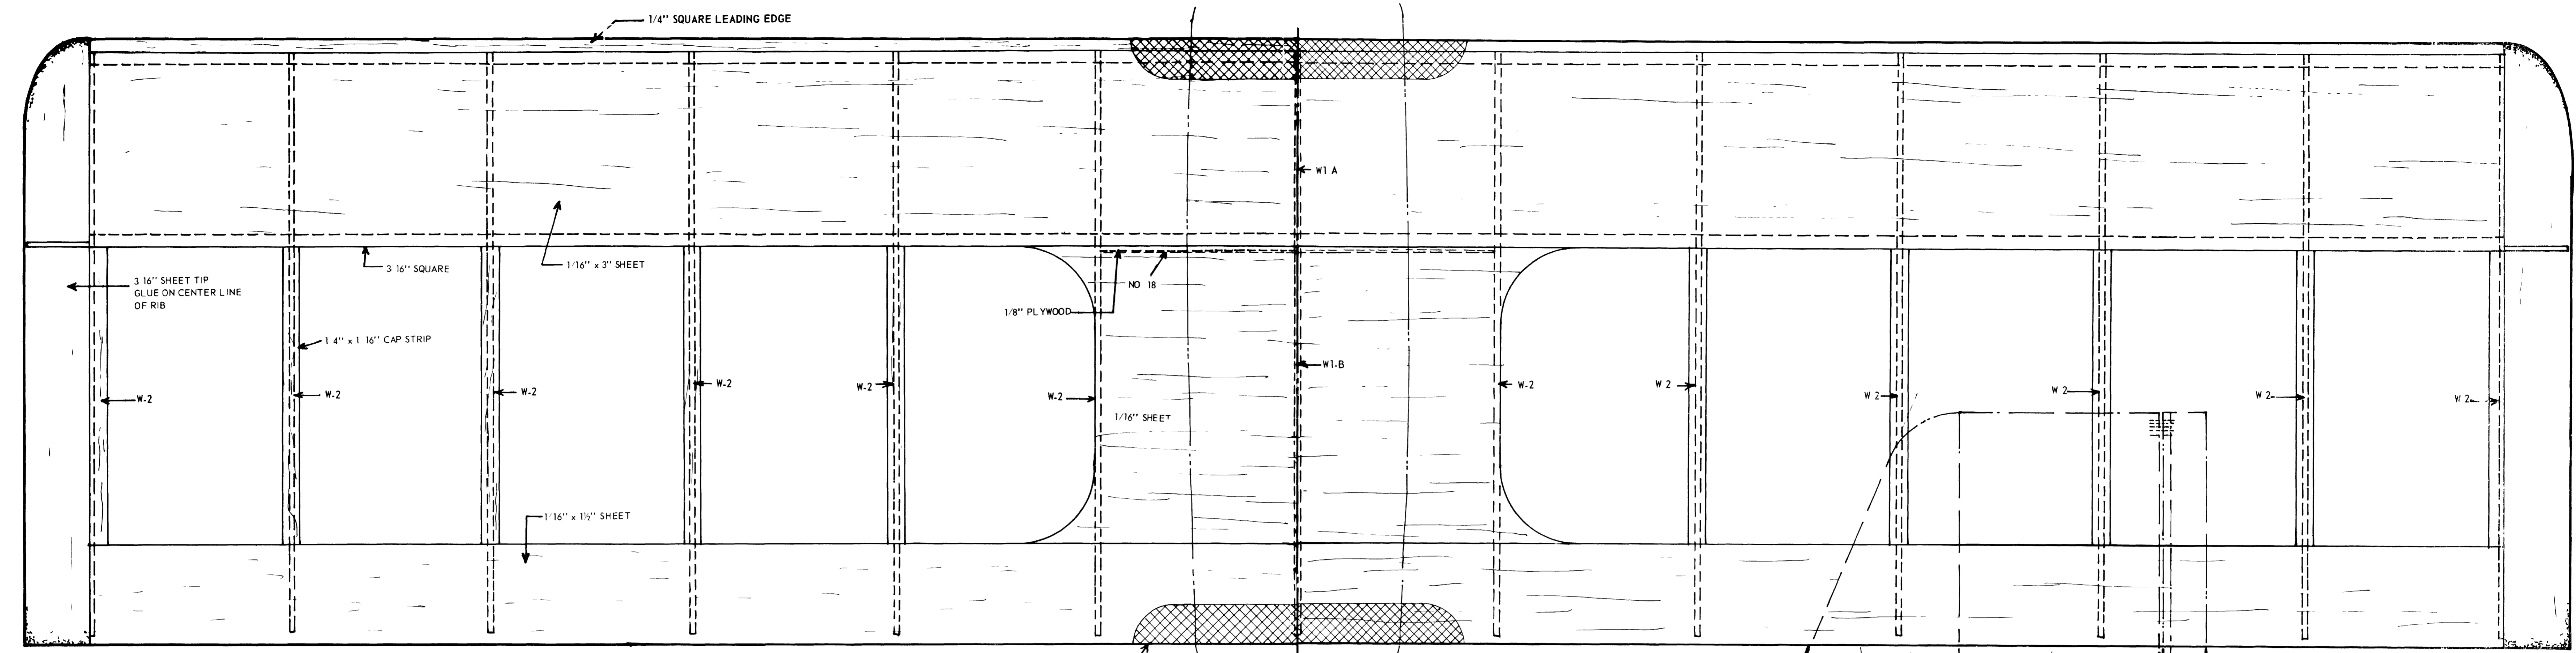 1/4" SQUARE LEADING EDGE
W1 A
3 16" SQUARE
1/16" x 3" SHEET
3 16" SHEET TIP
GLUE ON CENTER LINE
OF RIB
NO 18
1/8" PLYWOOD
1 4" x 1 16" CAP STRIP
W1-B
W-2
W-2
W-2
W-2
W-2
W-2
W-2
W 2
W 2
W 2
W 2
W 2
1/16" SHEET
1/16" x 1½" SHEET